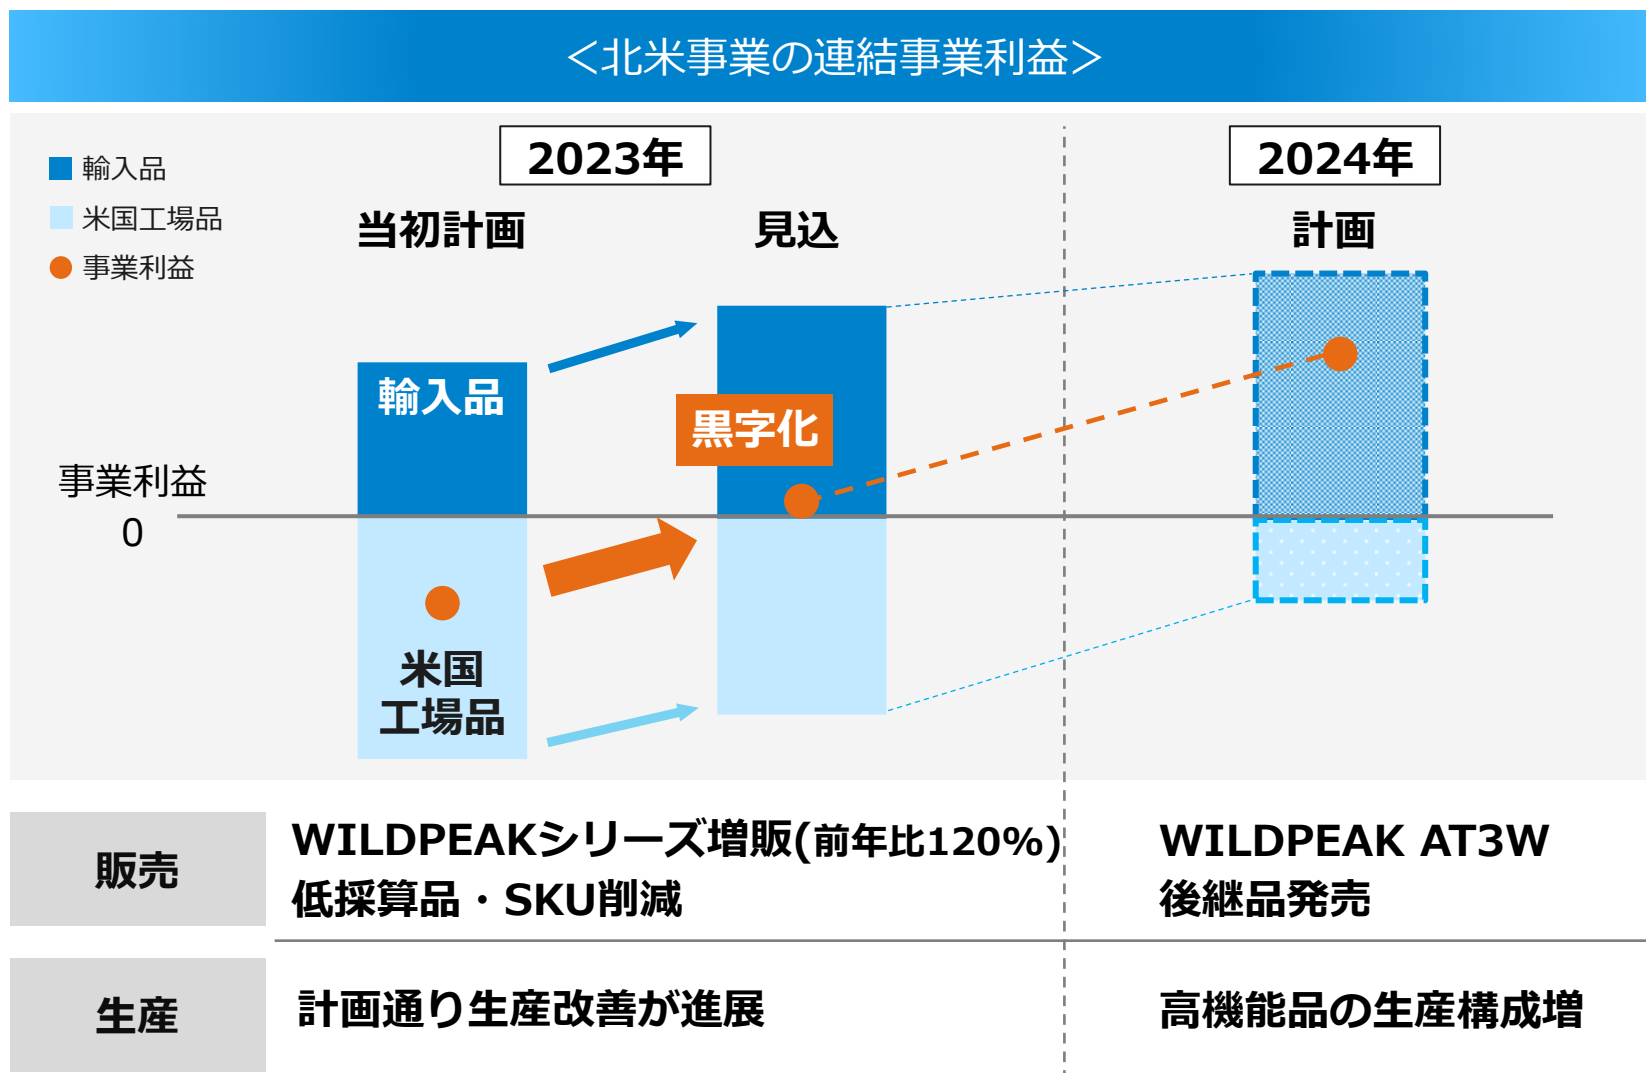 ＜北米事業の連結事業利益＞
輸入品
米国工場品
事業利益
2023年
2024年
当初計画
見込
計画
輸入品
黒字化
事業利益
0
米国
工場品
販売
WILDPEAKシリーズ増販(前年比120%)
低採算品・SKU削減
WILDPEAK AT3W
後継品発売
生産
計画通り生産改善が進展
高機能品の生産構成増